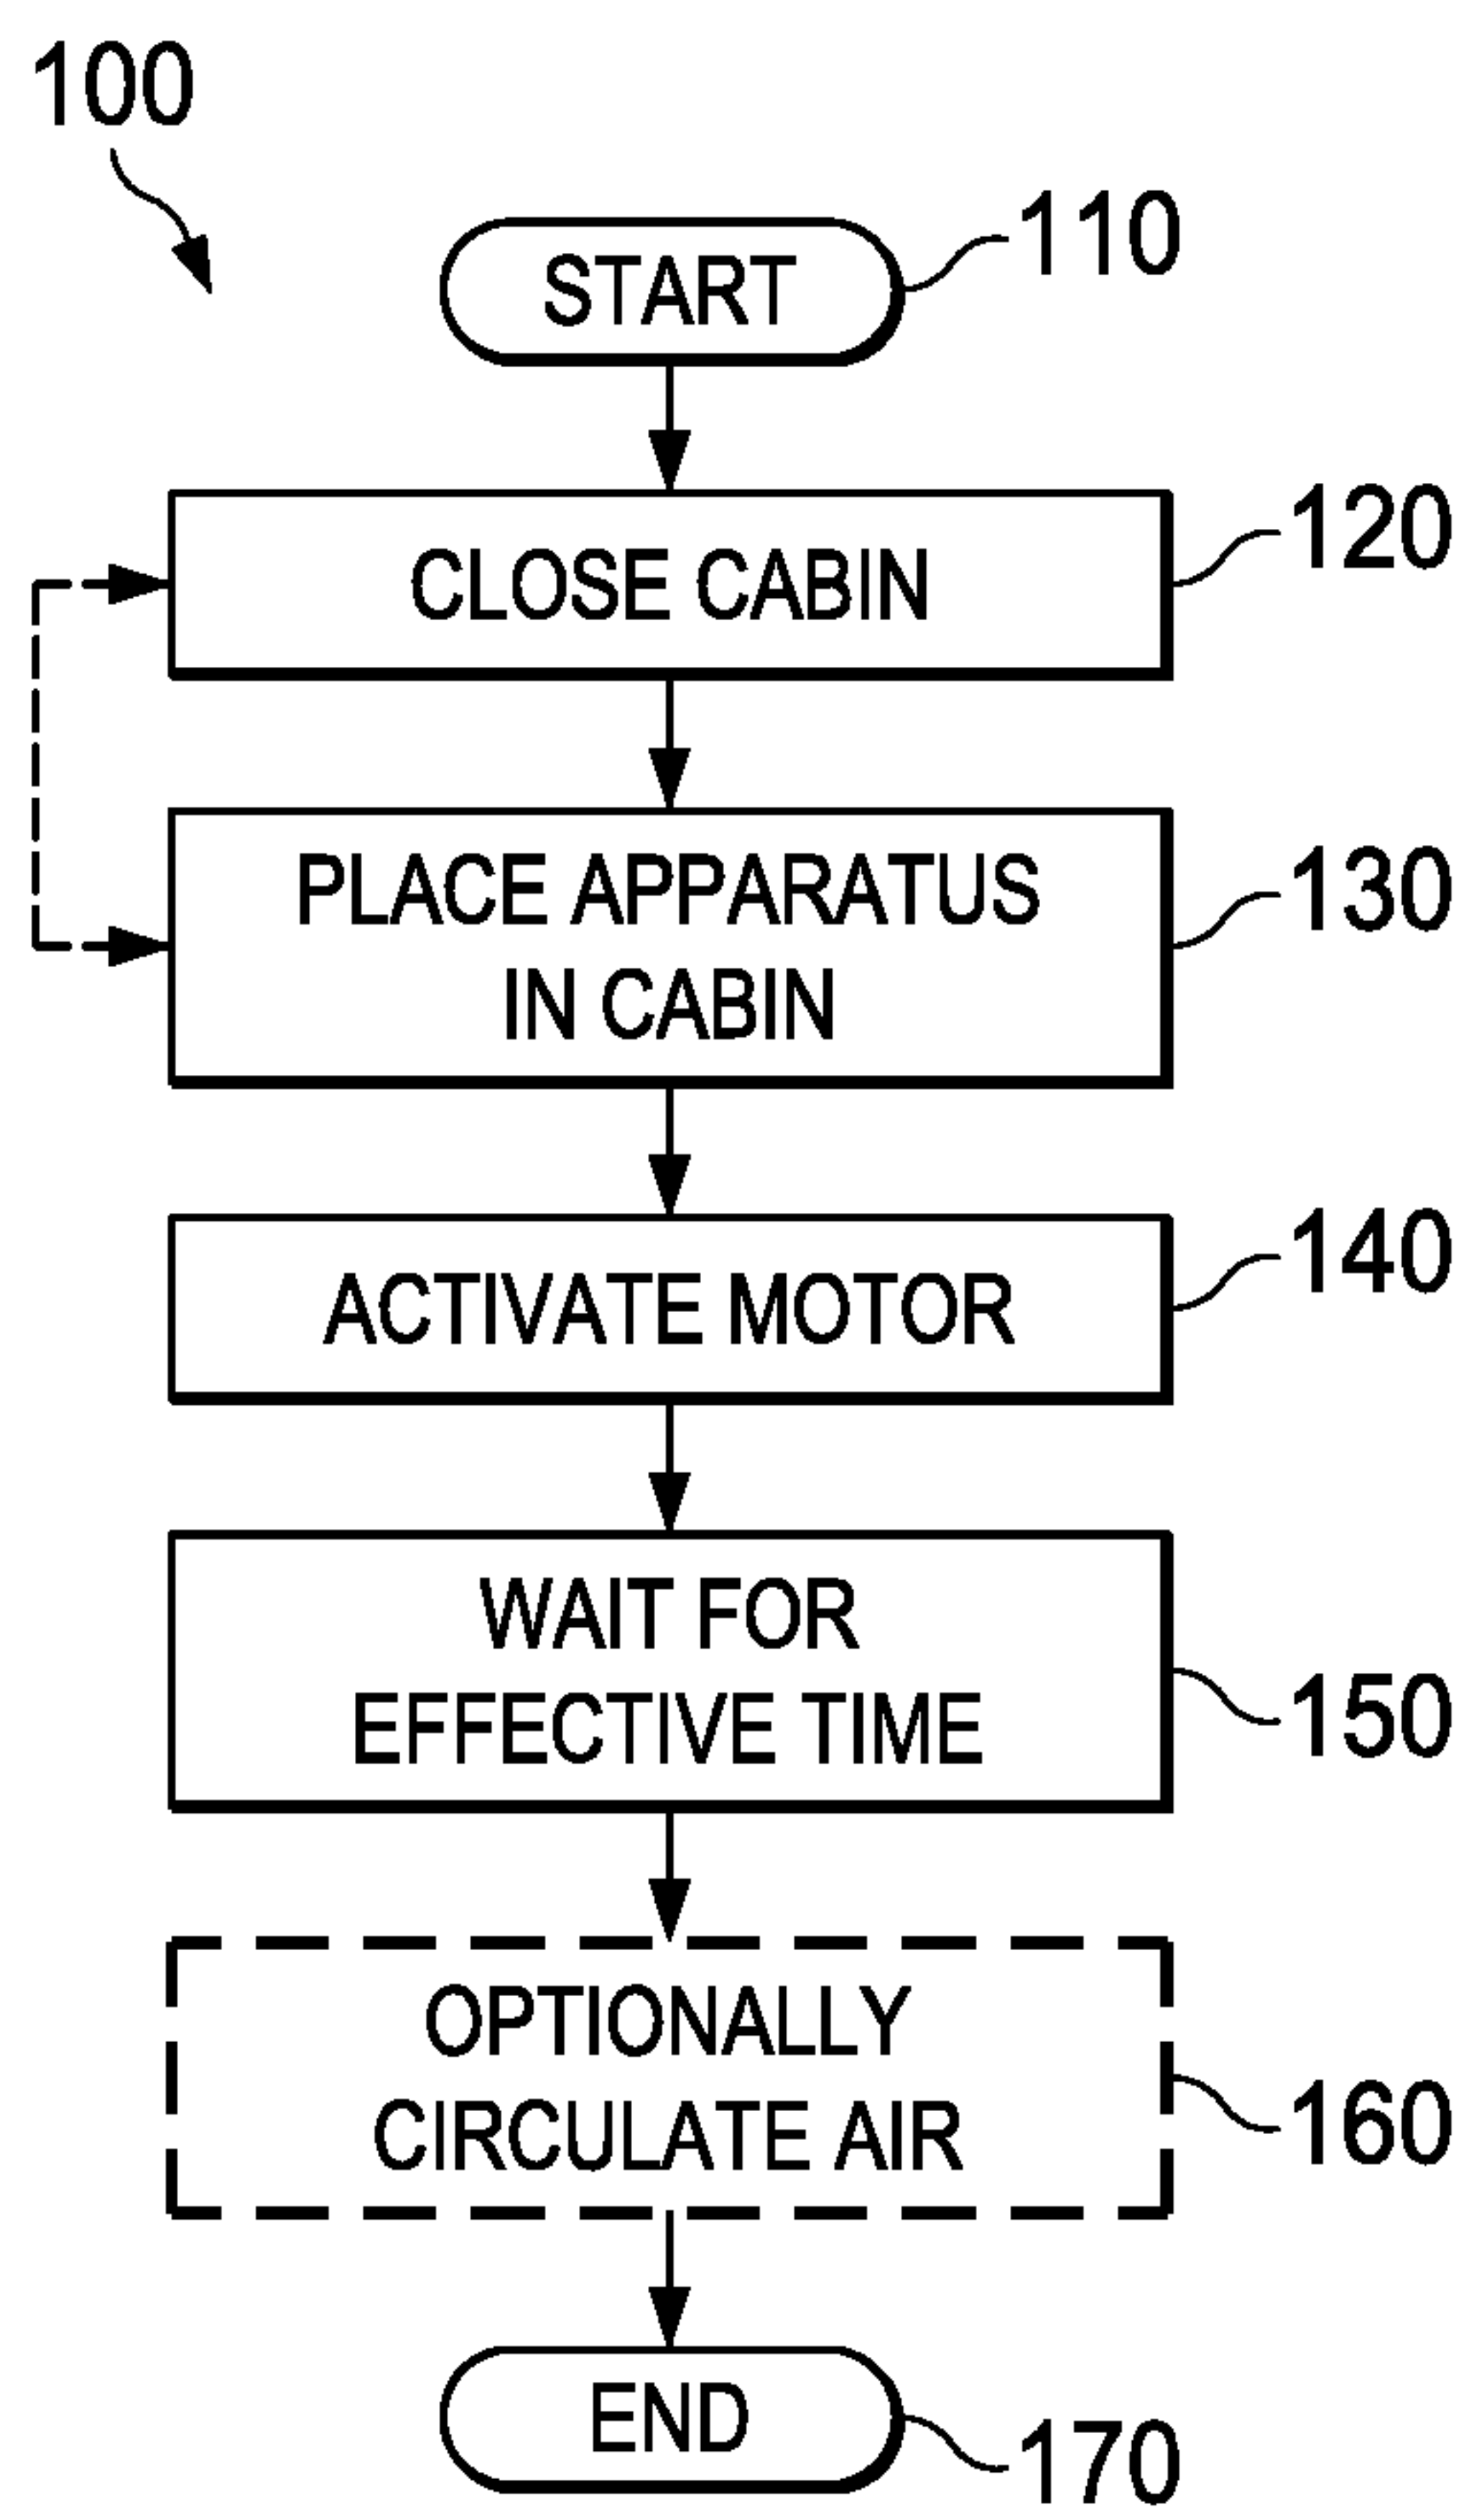 100
110
START
120
CLOSE CABIN
130
PLACE APPARATUS
IN CABIN
140
ACTIVATE MOTOR
WAIT FOR
EFFECTIVE TIME
150
OPTIONALLY
CIRCULATE AIR
160
END
170